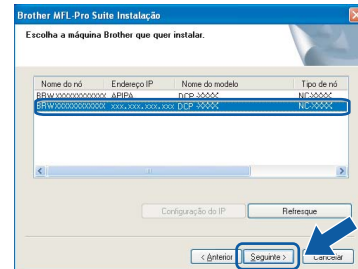 Brother MFL-Pro Suite Instalação
Escolha a máquina Brother que quer instalar.
Nome do nó Endereço IP Nome do modelo Tipo de nó
BRWXXXXXXXXXXXX APIPA DCP-XXXX NC-XXXX
BRWXXXXXXXXXXXX xxx.xxx.xxx.xxx DCP-XXXX NC-XXXX
Configuração do IP Refresque
< Anterior Seguinte > Cancelar